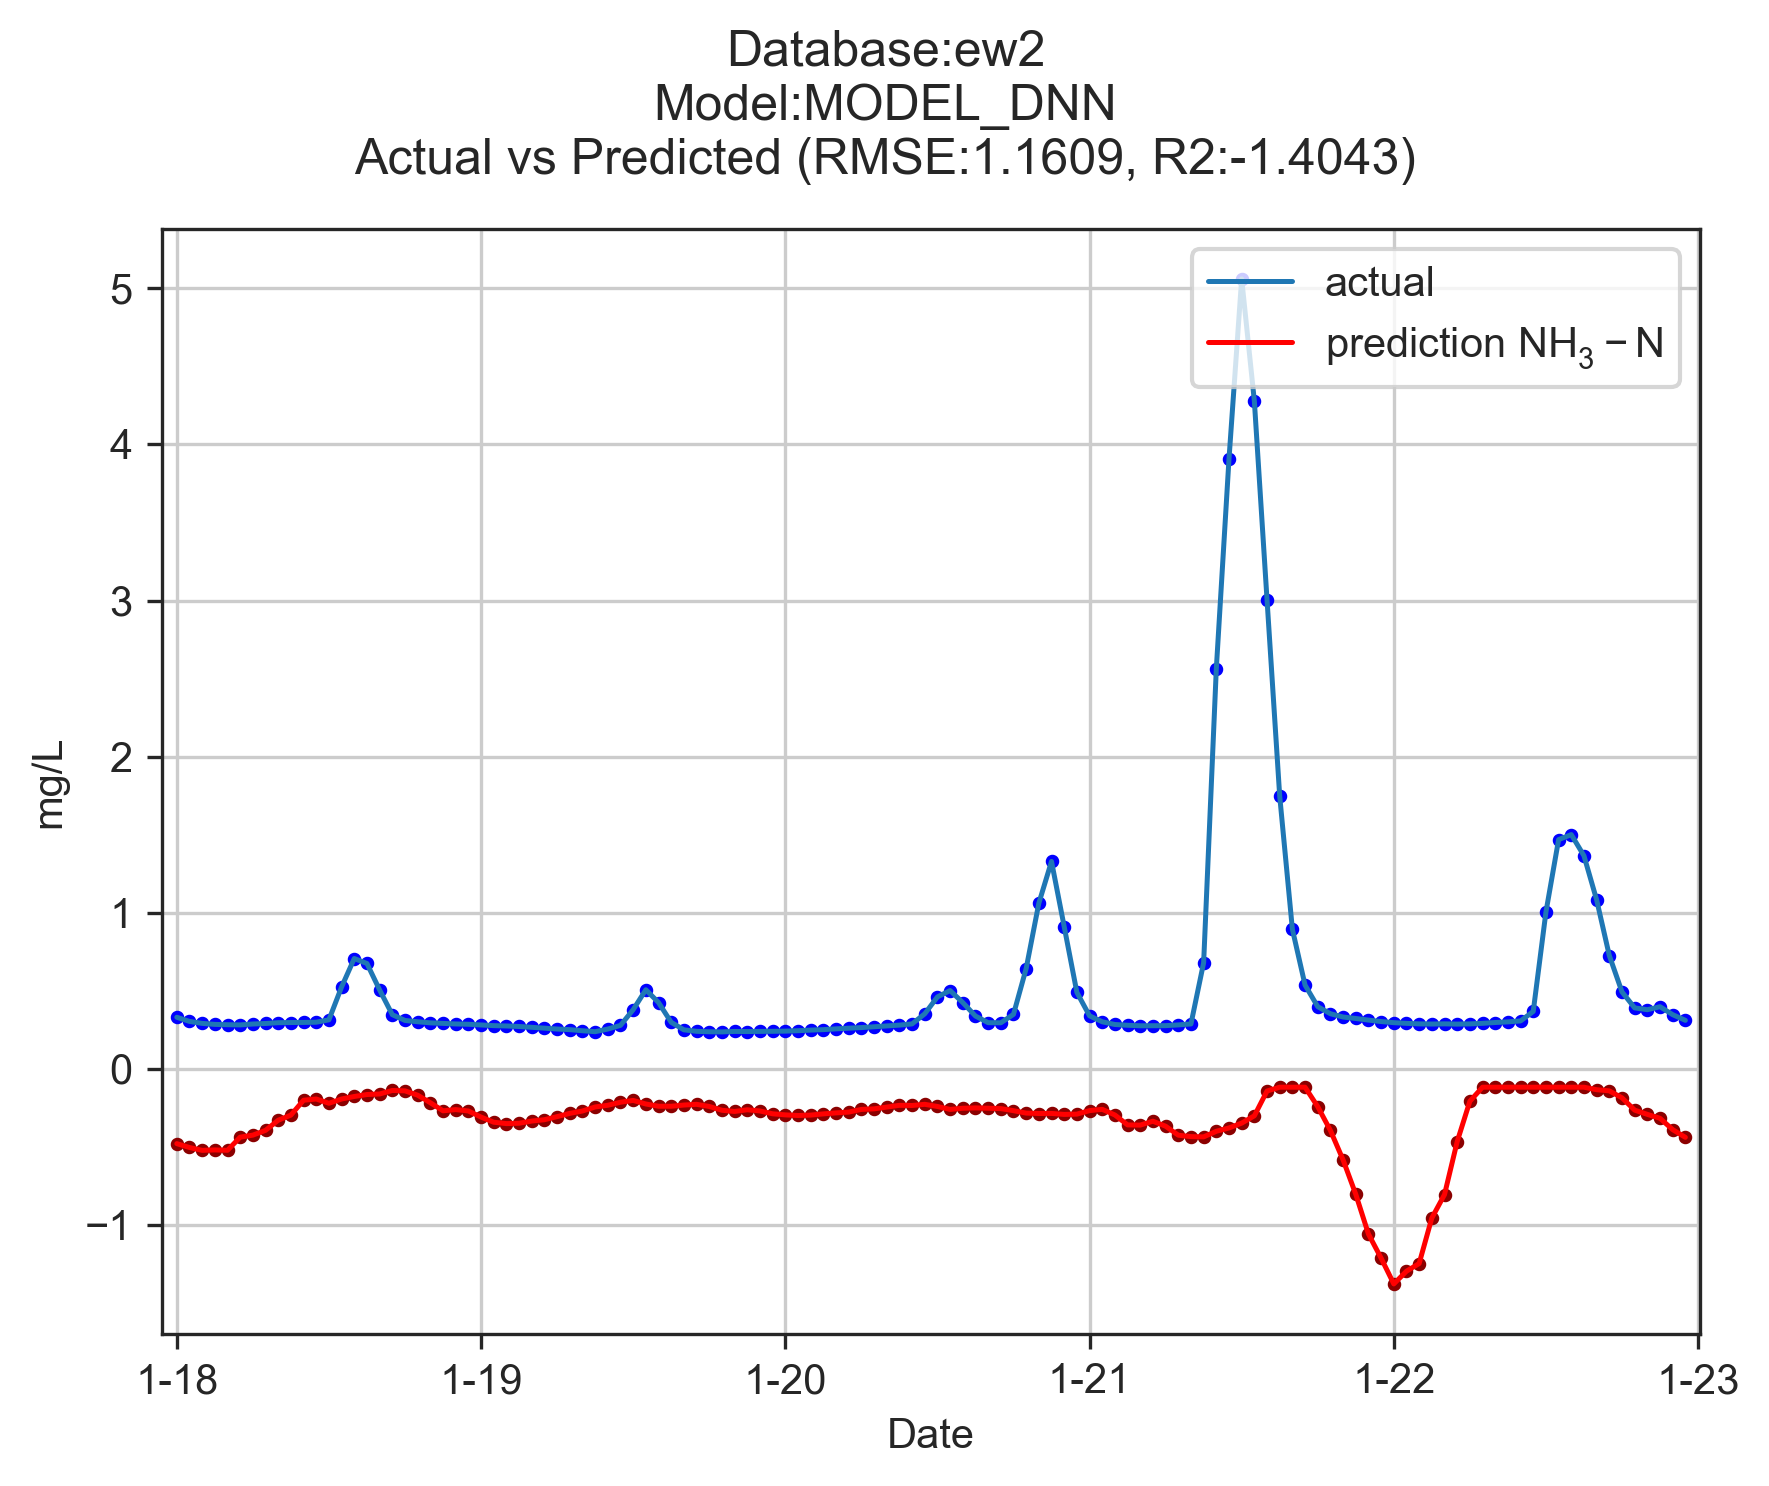 Database:ew2
Model:MODEL_DNN
Actual vs Predicted (RMSE:1.1609, R2:-1.4043)
actual
prediction NH₃ − N
5
4
3
2
1
0
−1
mg/L
1-18 1-19 1-20 1-21 1-22 1-23
Date